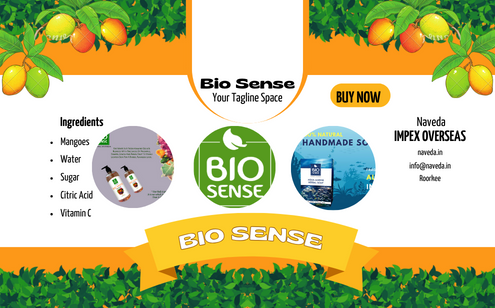 Bio Sense
Your Tagline Space
BUY NOW
Ingredients
Mangoes
Water
Sugar
Citric Acid
Vitamin C
BIO
SENSE
NATURAL
HANDMADE SO
Naveda
IMPEX OVERSEAS
naveda.in
info@naveda.in
Roorkee
BIO SENSE